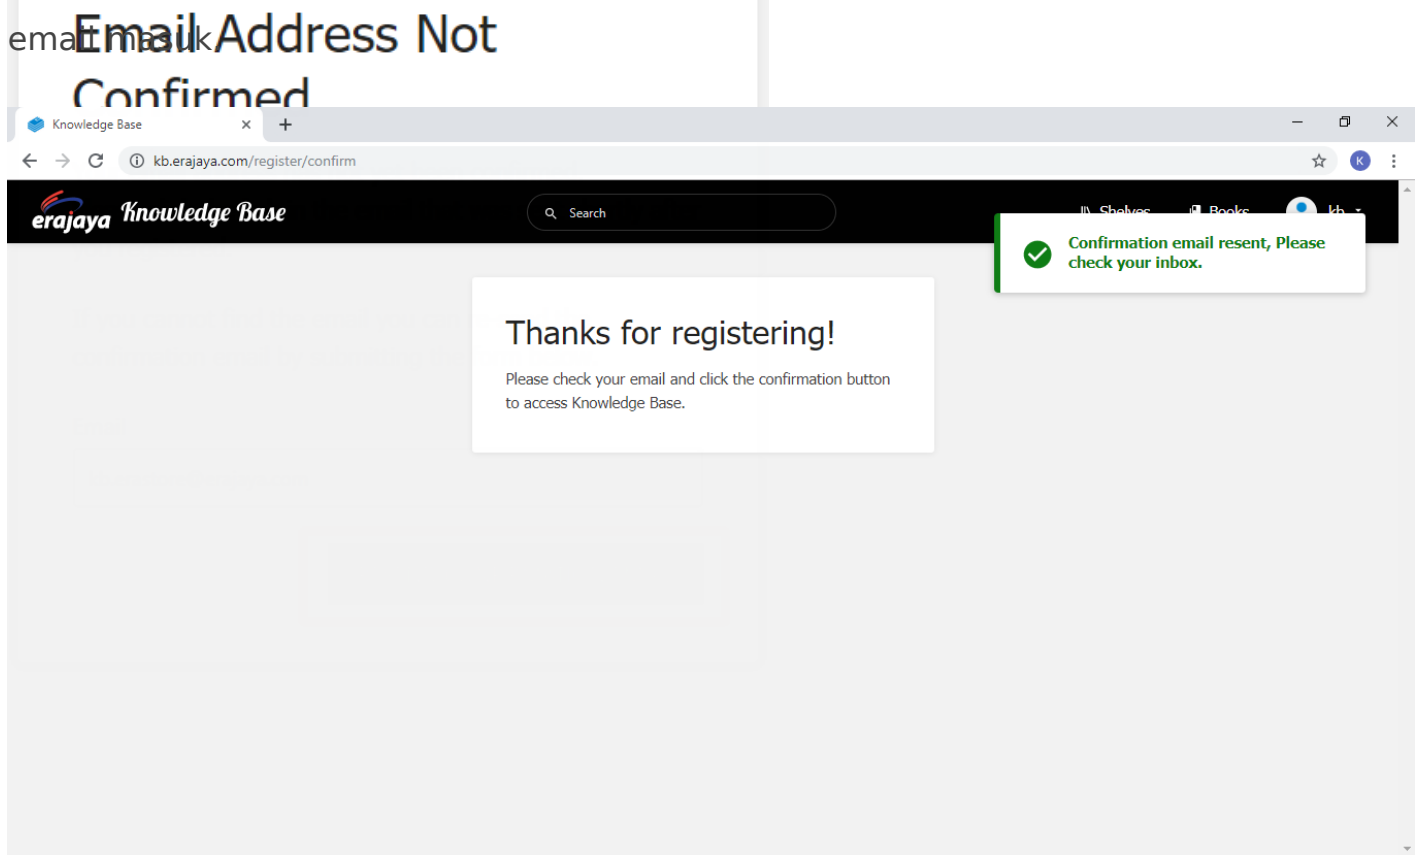 Email Address Not
email masuk.
Confirmed
Knowledge Base
kb.erajaya.com/register/confirm
K
erajaya Knowledge Base
Search
Shelves
Books
kb
Confirmation email resent, Please
check your inbox.
Thanks for registering!
Please check your email and click the confirmation button
to access Knowledge Base.